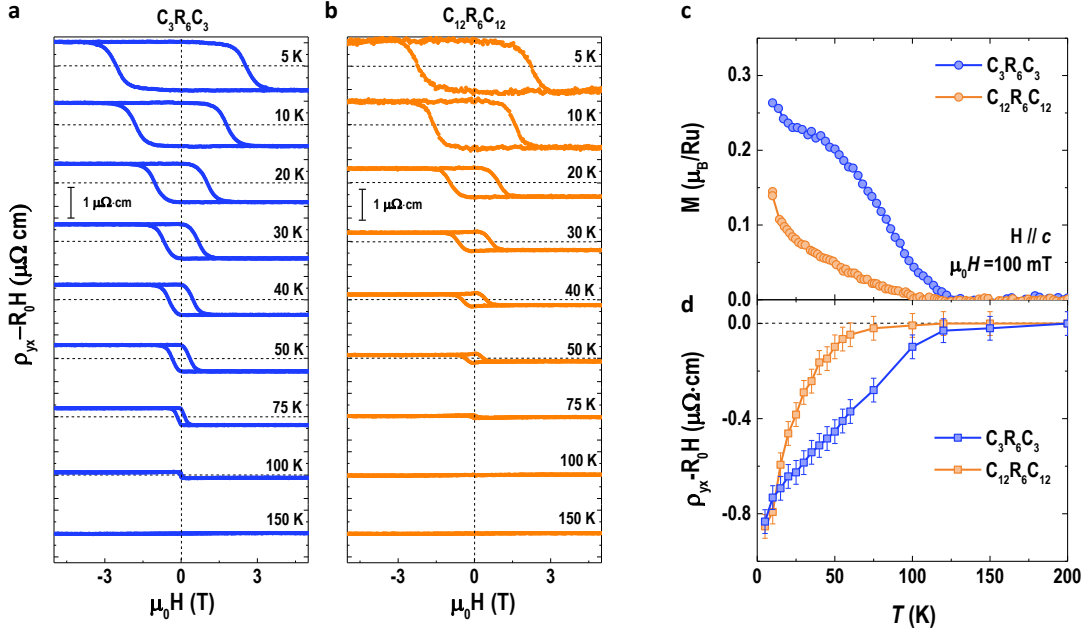 a
C₃R₆C₃
5 K
10 K
20 K
1 μΩ·cm
30 K
40 K
50 K
75 K
100 K
150 K
ρyx–R₀H (μΩ cm)
-3 0 3
μ₀H (T)
b
C₁₂R₆C₁₂
5 K
10 K
20 K
1 μΩ·cm
30 K
40 K
50 K
75 K
100 K
150 K
-3 0 3
μ₀H (T)
c
0.3
0.2
0.1
0.0
M (μB/Ru)
C₃R₆C₃
C₁₂R₆C₁₂
H // c
μ₀H =100 mT
d
0.0
-0.4
-0.8
ρyx-R₀H (μΩ·cm)
C₃R₆C₃
C₁₂R₆C₁₂
0 50 100 150 200
T (K)